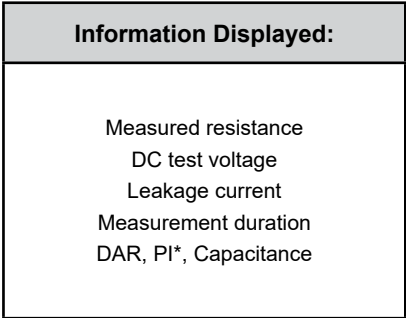 Information Displayed:
Measured resistance
DC test voltage
Leakage current
Measurement duration
DAR, PI*, Capacitance